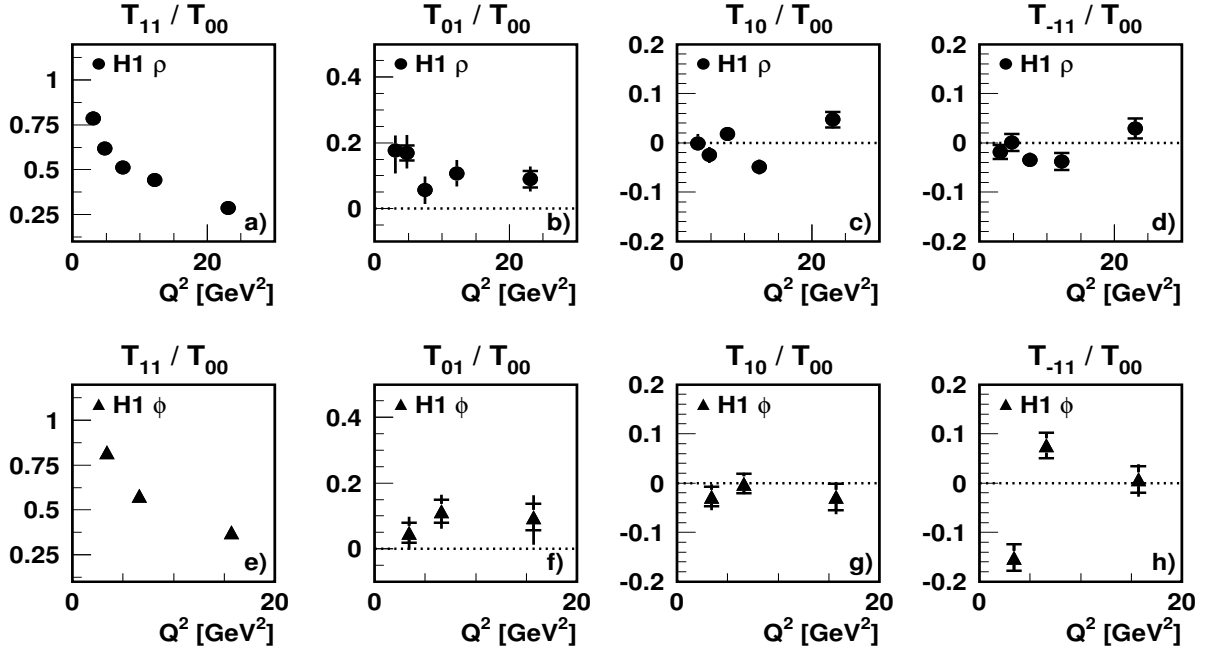 T11 / T00
T01 / T00
T10 / T00
T-11 / T00
H1 ρ
1
0.75
0.5
0.25
a)
0 20
Q2 [GeV2]
H1 ρ
0.4
0.2
0
b)
0 20
Q2 [GeV2]
H1 ρ
0.2
0.1
0
-0.1
-0.2
c)
0 20
Q2 [GeV2]
H1 ρ
0.2
0.1
0
-0.1
-0.2
d)
0 20
Q2 [GeV2]
T11 / T00
T01 / T00
T10 / T00
T-11 / T00
H1 ϕ
1
0.75
0.5
0.25
e)
0 10 20
Q2 [GeV2]
H1 ϕ
0.4
0.2
0
f)
0 10 20
Q2 [GeV2]
H1 ϕ
0.2
0.1
0
-0.1
-0.2
g)
0 10 20
Q2 [GeV2]
H1 ϕ
0.2
0.1
0
-0.1
-0.2
h)
0 10 20
Q2 [GeV2]